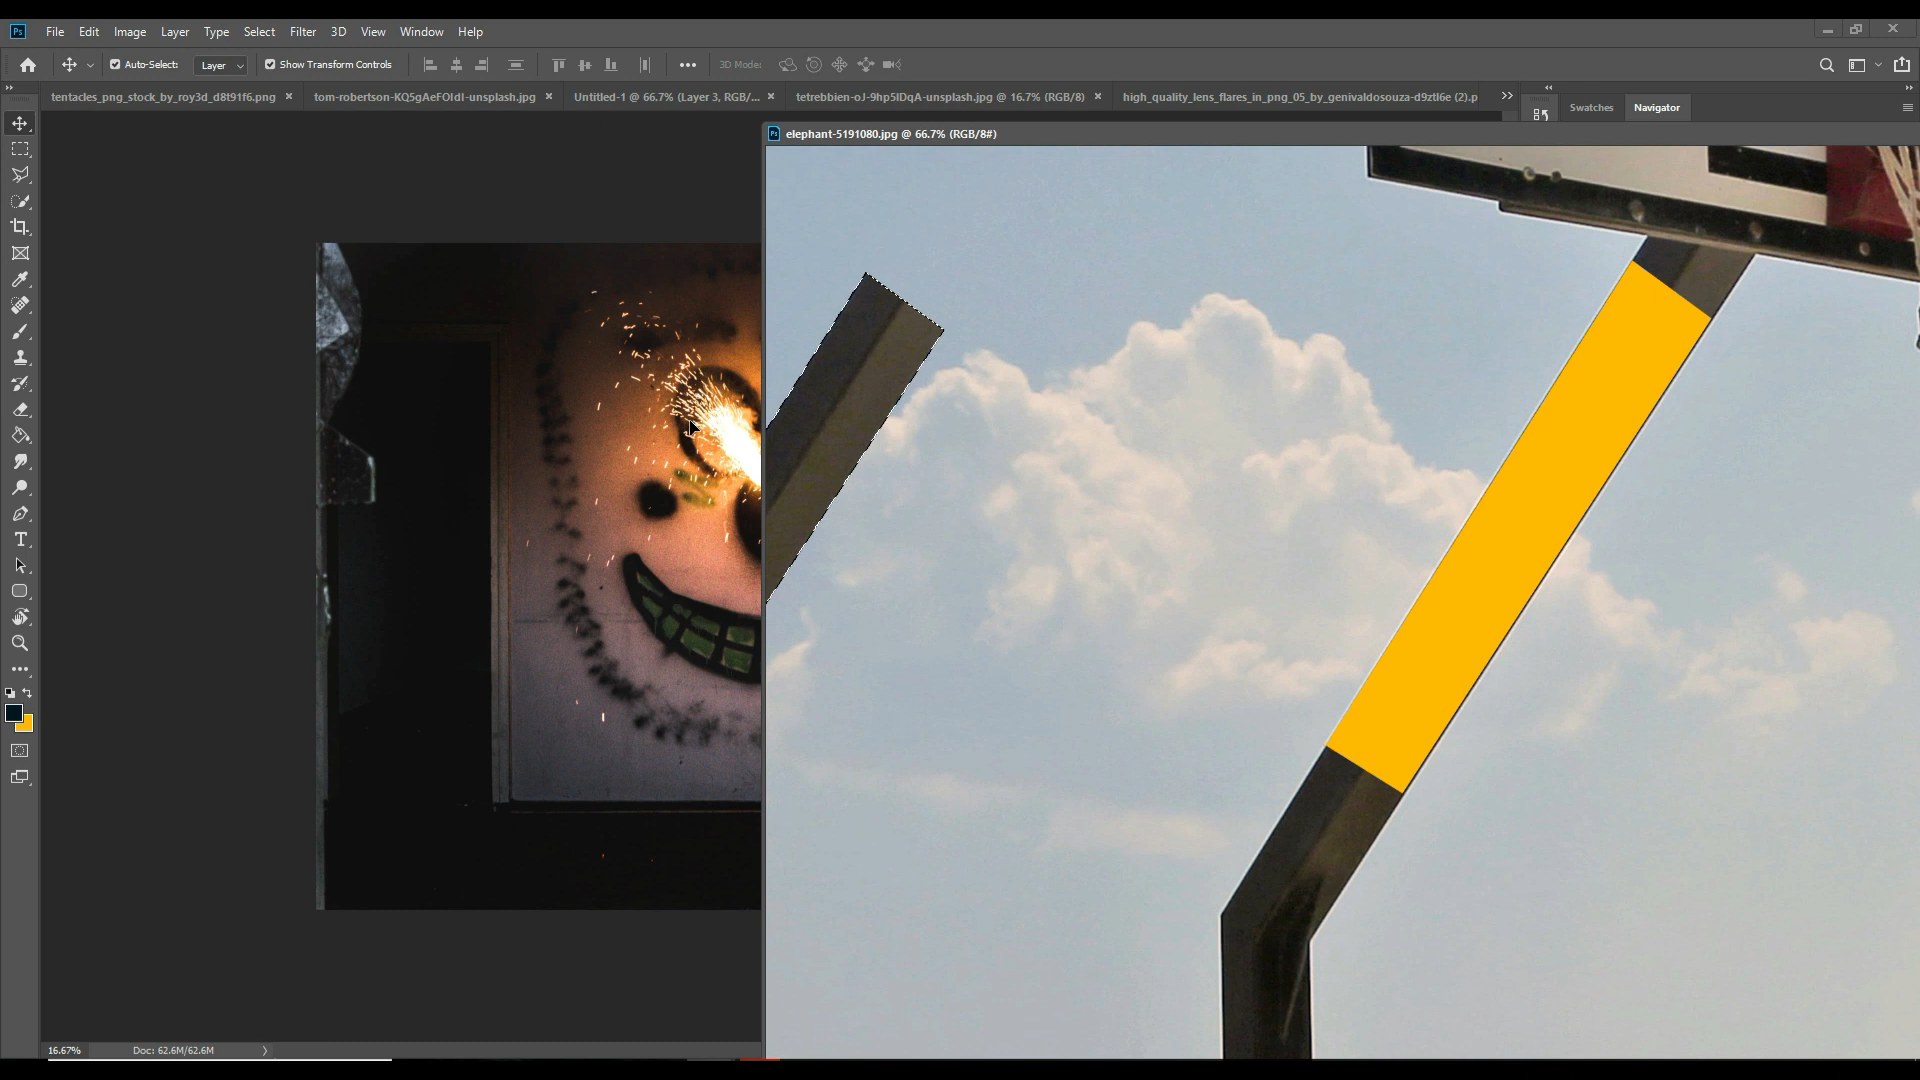 Ps File Edit Image Layer Type Select Filter 3D View Window Help
Auto-Select: Layer Show Transform Controls 3D Mode:
tentacles_png_stock_by_roy3d_d8t91f6.png tom-robertson-KQ5gAeFOIdI-unsplash.jpg Untitled-1 @ 66.7% (Layer 3, RGB/... tetrebbien-oJ-9hp5IDqA-unsplash.jpg @ 16.7% (RGB/8) high_quality_lens_flares_in_png_05_by_genivaldosouza-d9ztl6e (2).p
Swatches Navigator
Ps elephant-5191080.jpg @ 66.7% (RGB/8#)
16.67% Doc: 62.6M/62.6M